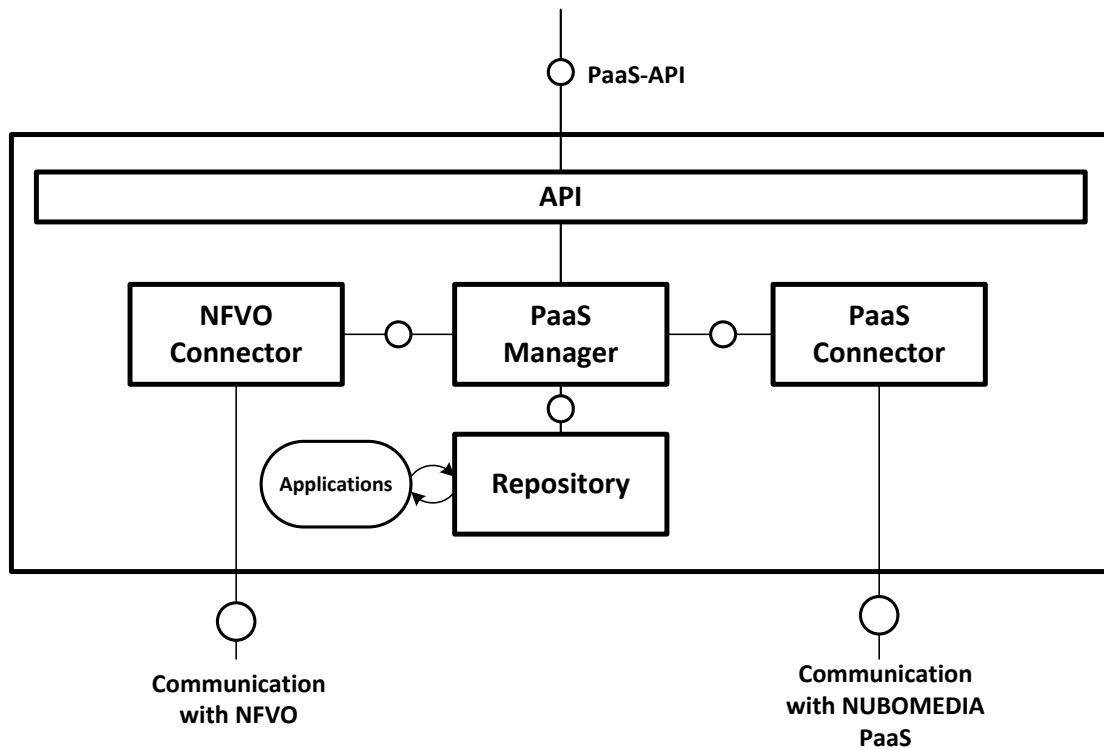 PaaS-API
API
NFVO
Connector
PaaS
Manager
PaaS
Connector
Applications
Repository
Communication
with NFVO
Communication
with NUBOMEDIA
PaaS